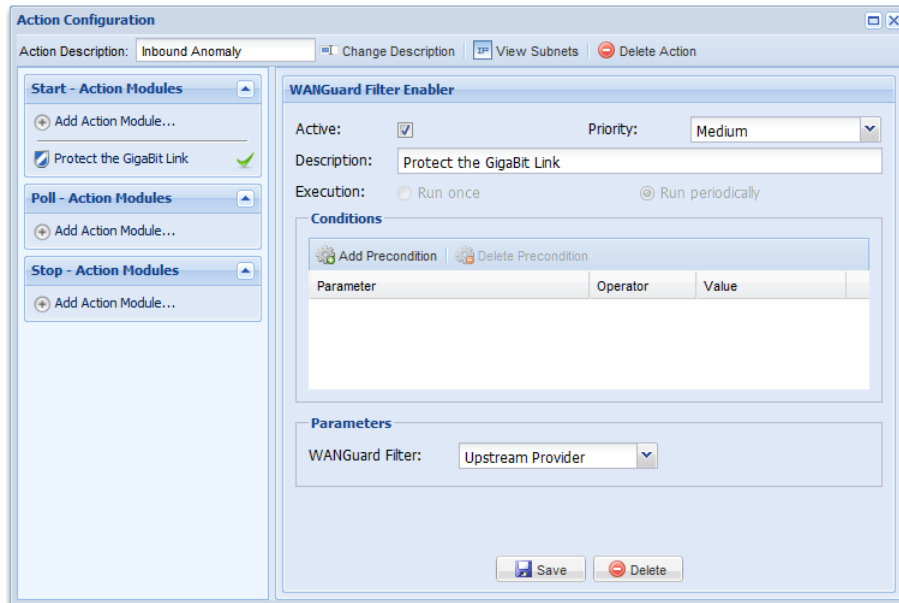 Action Configuration
Action Description: Inbound Anomaly Change Description IP View Subnets Delete Action
Start - Action Modules
Add Action Module...
Protect the GigaBit Link
Poll - Action Modules
Add Action Module...
Stop - Action Modules
Add Action Module...
WANGuard Filter Enabler
Active: Priority: Medium
Description: Protect the GigaBit Link
Execution: Run once Run periodically
Conditions
Add Precondition Delete Precondition
Parameter Operator Value
Parameters
WANGuard Filter: Upstream Provider
Save Delete